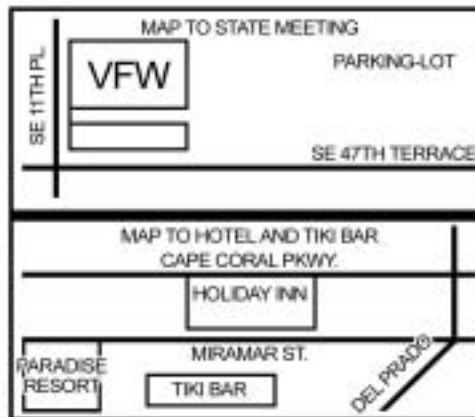 MAP TO STATE MEETING
SE 11TH PL.
VFW
PARKING-LOT
SE 47TH TERRACE
MAP TO HOTEL AND TIKI BAR
CAPE CORAL PKWY.
HOLIDAY INN
MIRAMAR ST.
PARADISE
RESORT
TIKI BAR
DEL PRADO